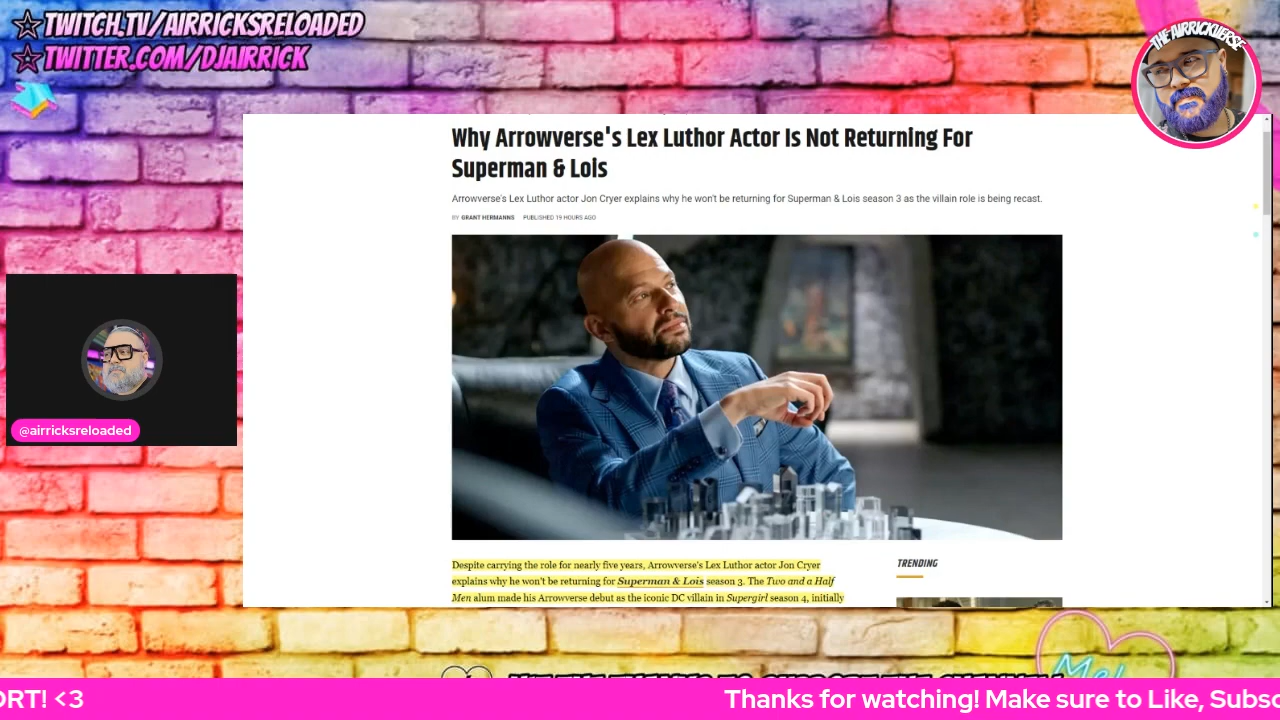 TWITCH.TV/AIRRICKSRELOADED
TWITTER.COM/DJAIRRICK
THE AIRRICKVERSE
Why Arrowverse's Lex Luthor Actor Is Not Returning For
Superman & Lois
Arrowverse's Lex Luthor actor Jon Cryer explains why he won't be returning for Superman & Lois season 3 as the villain role is being recast.
BY GRANT HERMANNS PUBLISHED 19 HOURS AGO
@airricksreloaded
Despite carrying the role for nearly five years, Arrowverse's Lex Luthor actor Jon Cryer
explains why he won't be returning for Superman & Lois season 3. The Two and a Half
Men alum made his Arrowverse debut as the iconic DC villain in Supergirl season 4, initially
TRENDING
ORT! <3
Thanks for watching! Make sure to Like, Subsc